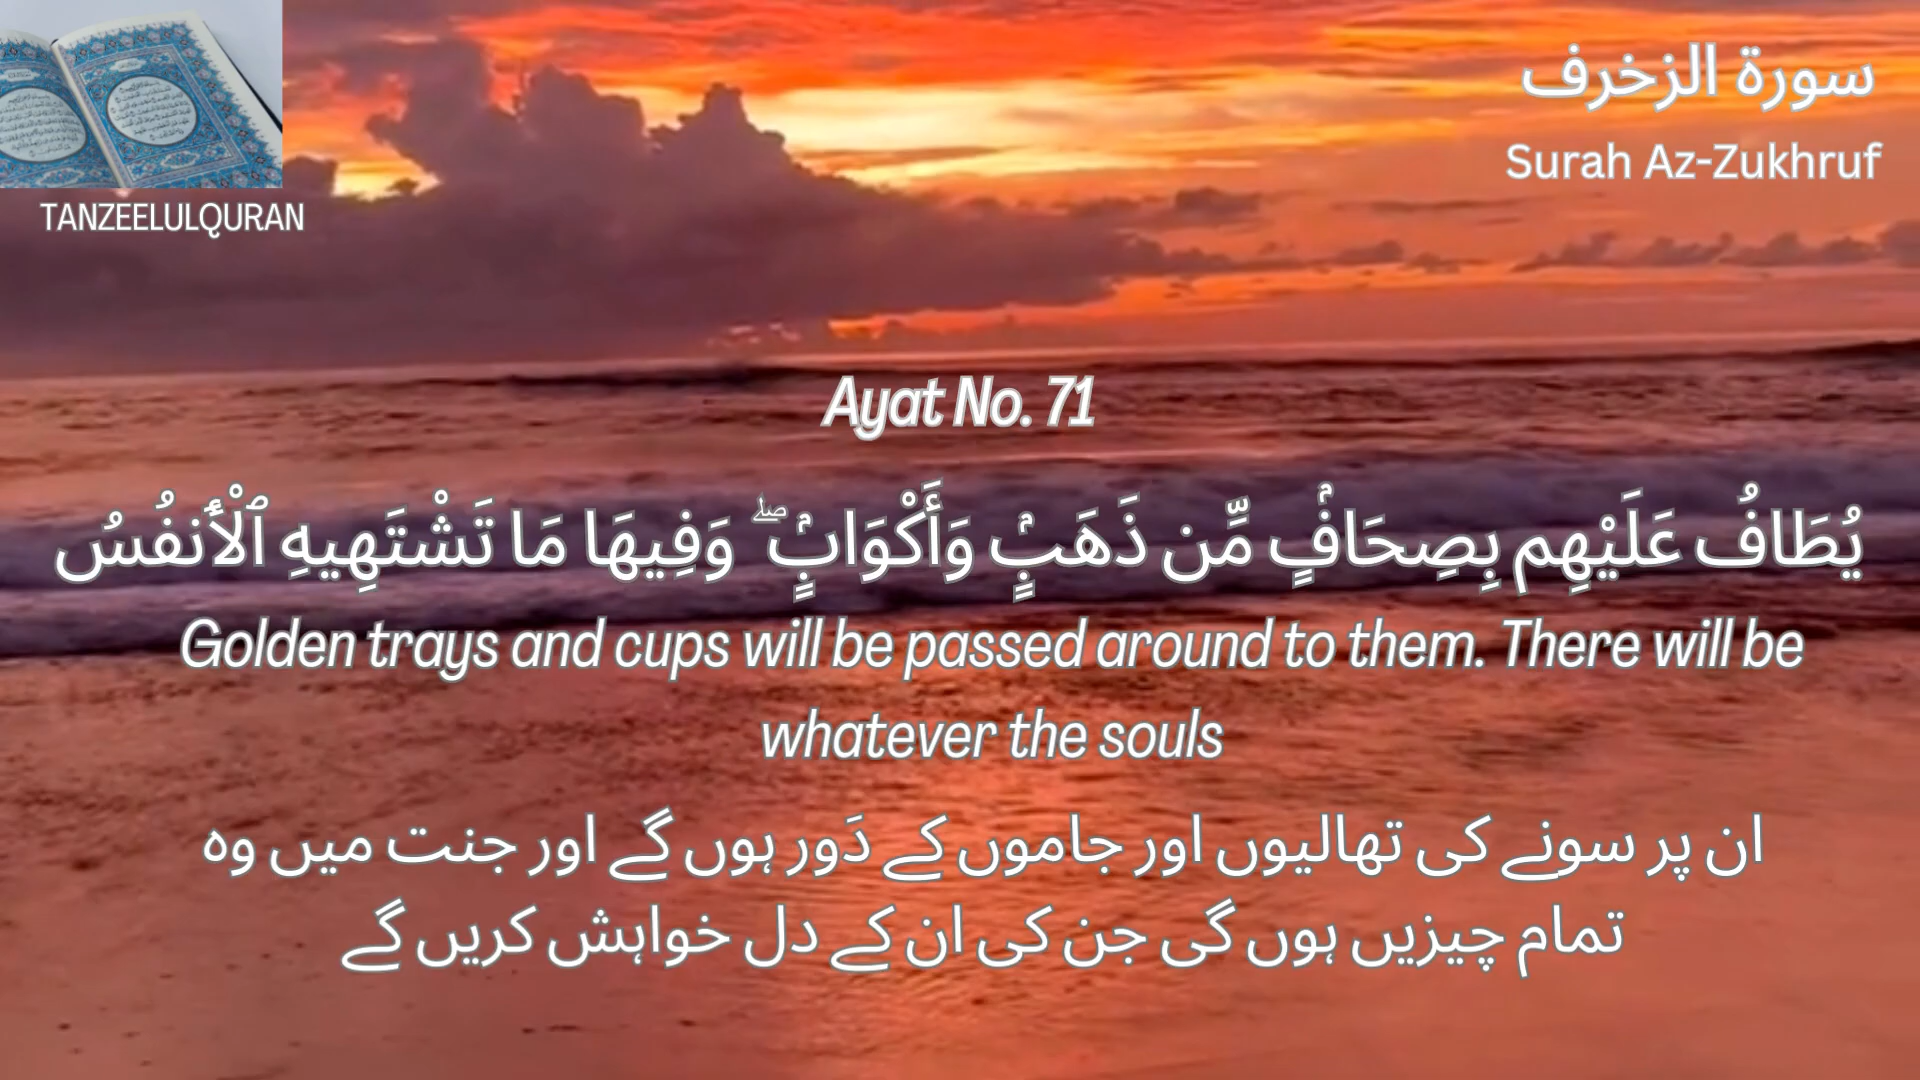 سورة الزخرف
Surah Az-Zukhruf
TANZEELULQURAN
Ayat No. 71
يُطَافُ عَلَيْهِم بِصِحَافٍۢ مِّن ذَهَبٍۢ وَأَكْوَابٍۢ ۖ وَفِيهَا مَا تَشْتَهِيهِ ٱلْأَنفُسُ
Golden trays and cups will be passed around to them. There will be
whatever the souls
ان پر سونے کی تھالیوں اور جاموں کے دَور ہوں گے اور جنت میں وہ
تمام چیزیں ہوں گی جن کی ان کے دل خواہش کریں گے